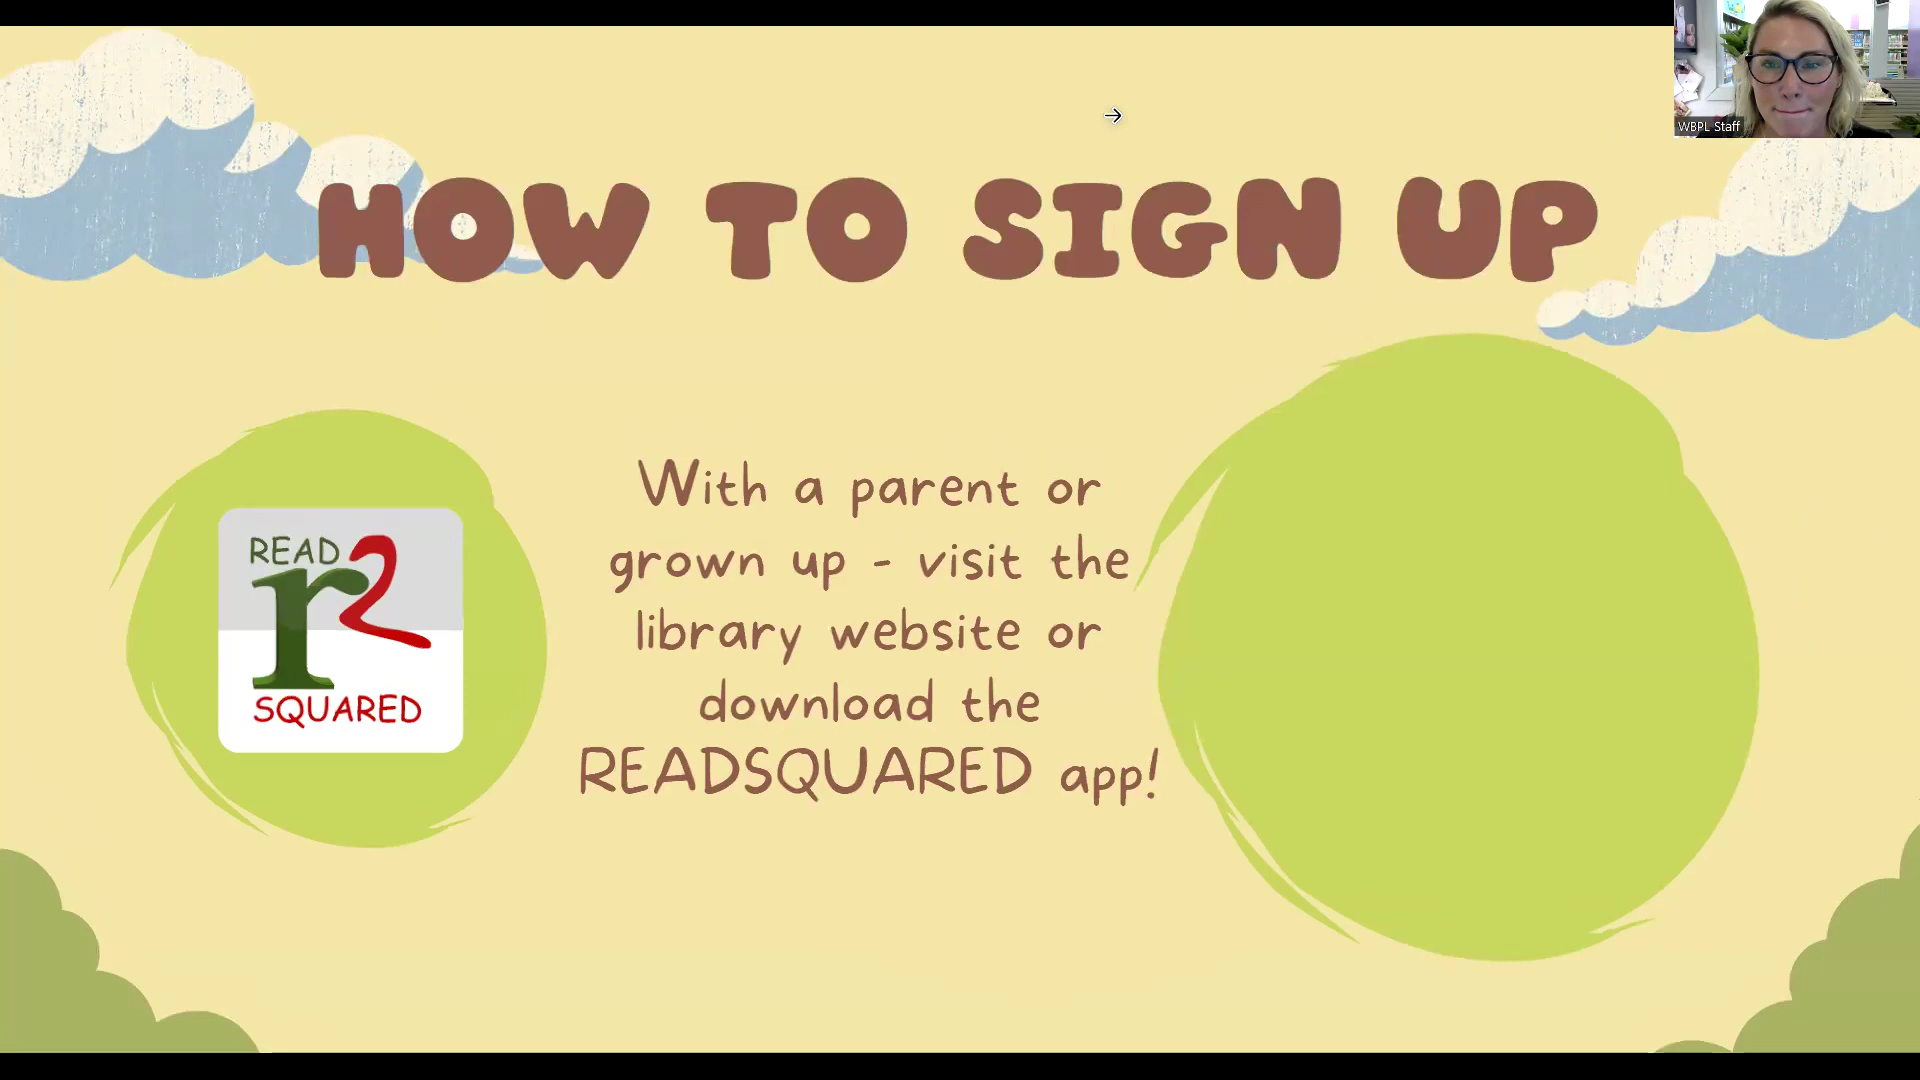 WBPL Staff
HOW TO SIGN UP
READ
r2
SQUARED
With a parent or
grown up - visit the
library website or
download the
READSQUARED app!